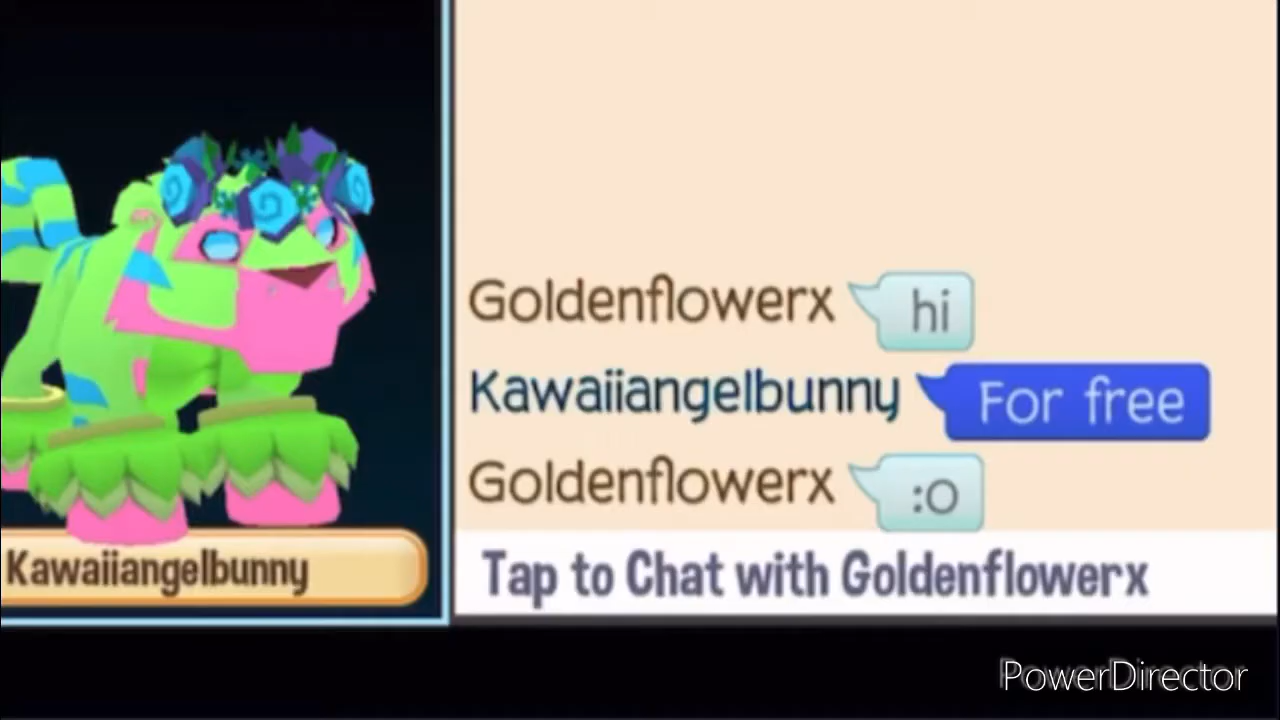 Goldenflowerx hi
Kawaiiangelbunny For free
Goldenflowerx :o
Kawaiiangelbunny
Tap to Chat with Goldenflowerx
PowerDirector